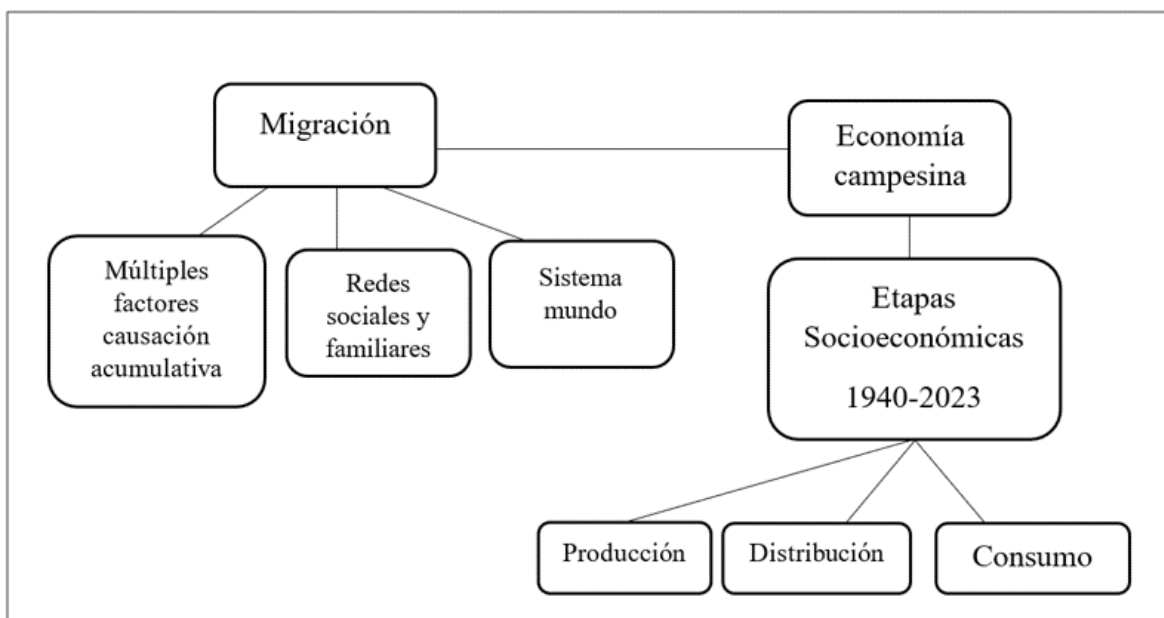 Migración
Economía
campesina
Múltiples
factores
causación
acumulativa
Redes
sociales y
familiares
Sistema
mundo
Etapas
Socioeconómicas
1940-2023
Producción
Distribución
Consumo